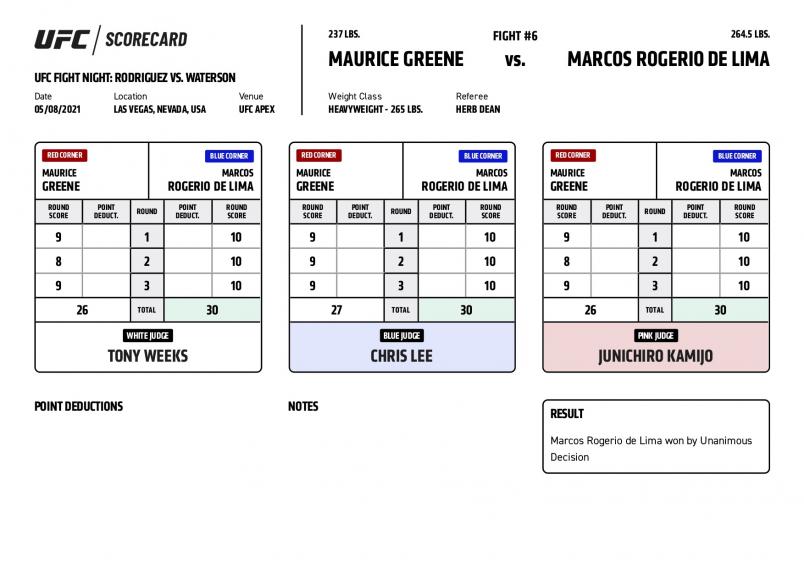 UFC SCORECARD
UFC FIGHT NIGHT: RODRIGUEZ VS. WATERSON
Date Location Venue
05/08/2021 LAS VEGAS, NEVADA, USA UFC APEX
237 LBS. FIGHT #6 264.5 LBS.
MAURICE GREENE vs. MARCOS ROGERIO DE LIMA
Weight Class Referee
HEAVYWEIGHT - 265 LBS. HERB DEAN
RED CORNER BLUE CORNER
MAURICE MARCOS
GREENE ROGERIO DE LIMA
ROUND SCORE POINT DEDUCT. ROUND POINT DEDUCT. ROUND SCORE
9 1 10
8 2 10
9 3 10
26 TOTAL 30
WHITE JUDGE
TONY WEEKS
RED CORNER BLUE CORNER
MAURICE MARCOS
GREENE ROGERIO DE LIMA
ROUND SCORE POINT DEDUCT. ROUND POINT DEDUCT. ROUND SCORE
9 1 10
9 2 10
9 3 10
27 TOTAL 30
BLUE JUDGE
CHRIS LEE
RED CORNER BLUE CORNER
MAURICE MARCOS
GREENE ROGERIO DE LIMA
ROUND SCORE POINT DEDUCT. ROUND POINT DEDUCT. ROUND SCORE
9 1 10
8 2 10
9 3 10
26 TOTAL 30
PINK JUDGE
JUNICHIRO KAMIJO
POINT DEDUCTIONS
NOTES
RESULT
Marcos Rogerio de Lima won by Unanimous
Decision